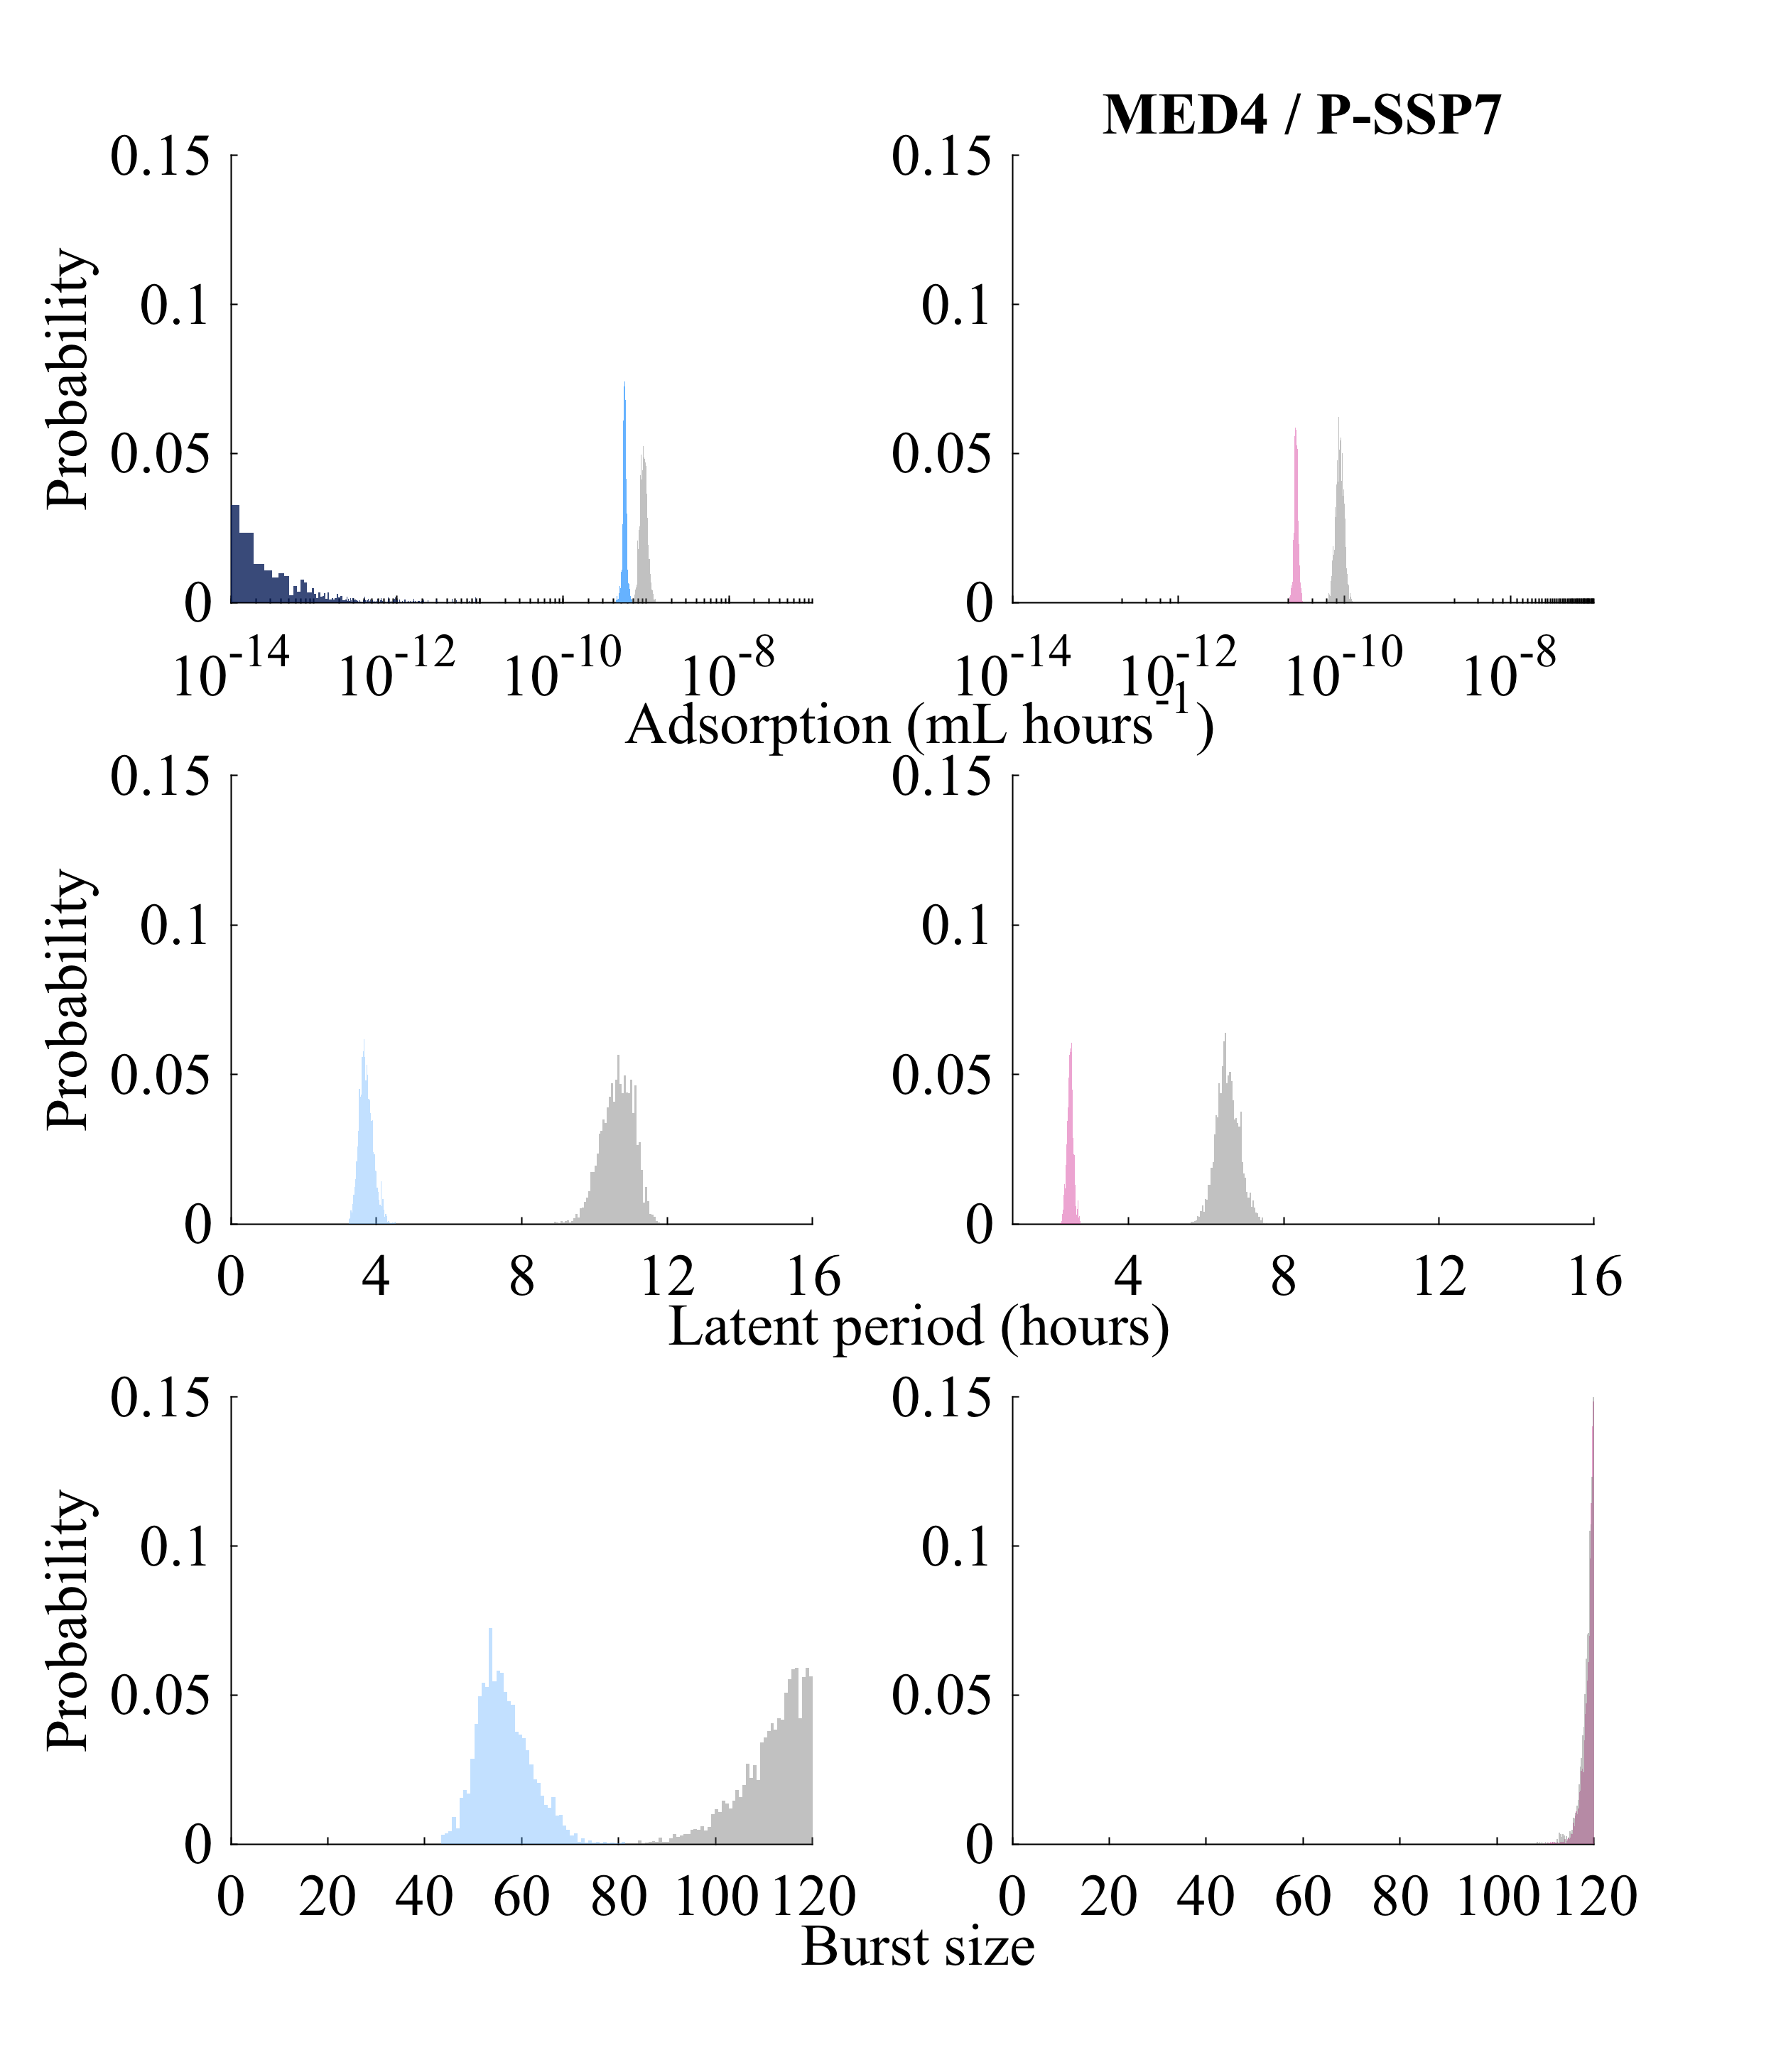 MED4 / P-SSP7
Probability
0.15
0.1
0.05
0
10^-14 10^-12 10^-10 10^-8
0.15
0.1
0.05
0
10^-14 10^-12 10^-10 10^-8
Adsorption (mL hours^-1)
Probability
0.15
0.1
0.05
0
0 4 8 12 16
0.15
0.1
0.05
0
4 8 12 16
Latent period (hours)
Probability
0.15
0.1
0.05
0
0 20 40 60 80 100 120
0.15
0.1
0.05
0
0 20 40 60 80 100 120
Burst size